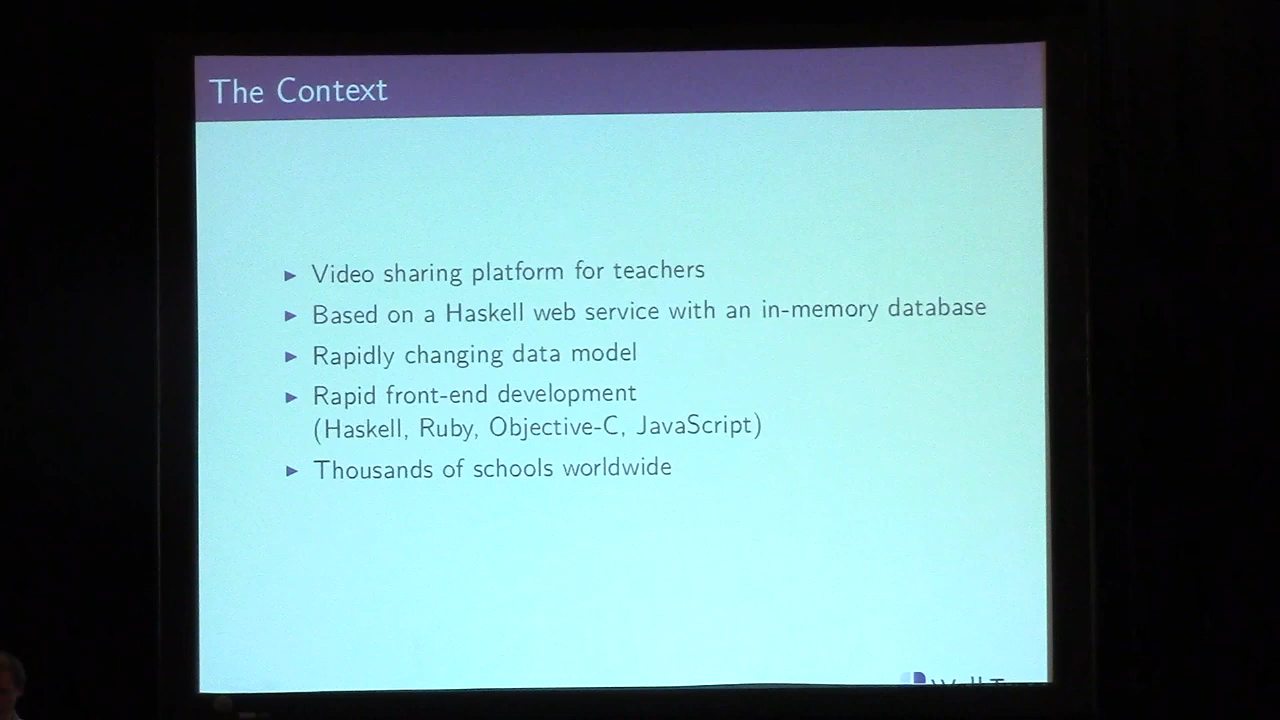 The Context
► Video sharing platform for teachers
► Based on a Haskell web service with an in-memory database
► Rapidly changing data model
► Rapid front-end development
(Haskell, Ruby, Objective-C, JavaScript)
► Thousands of schools worldwide